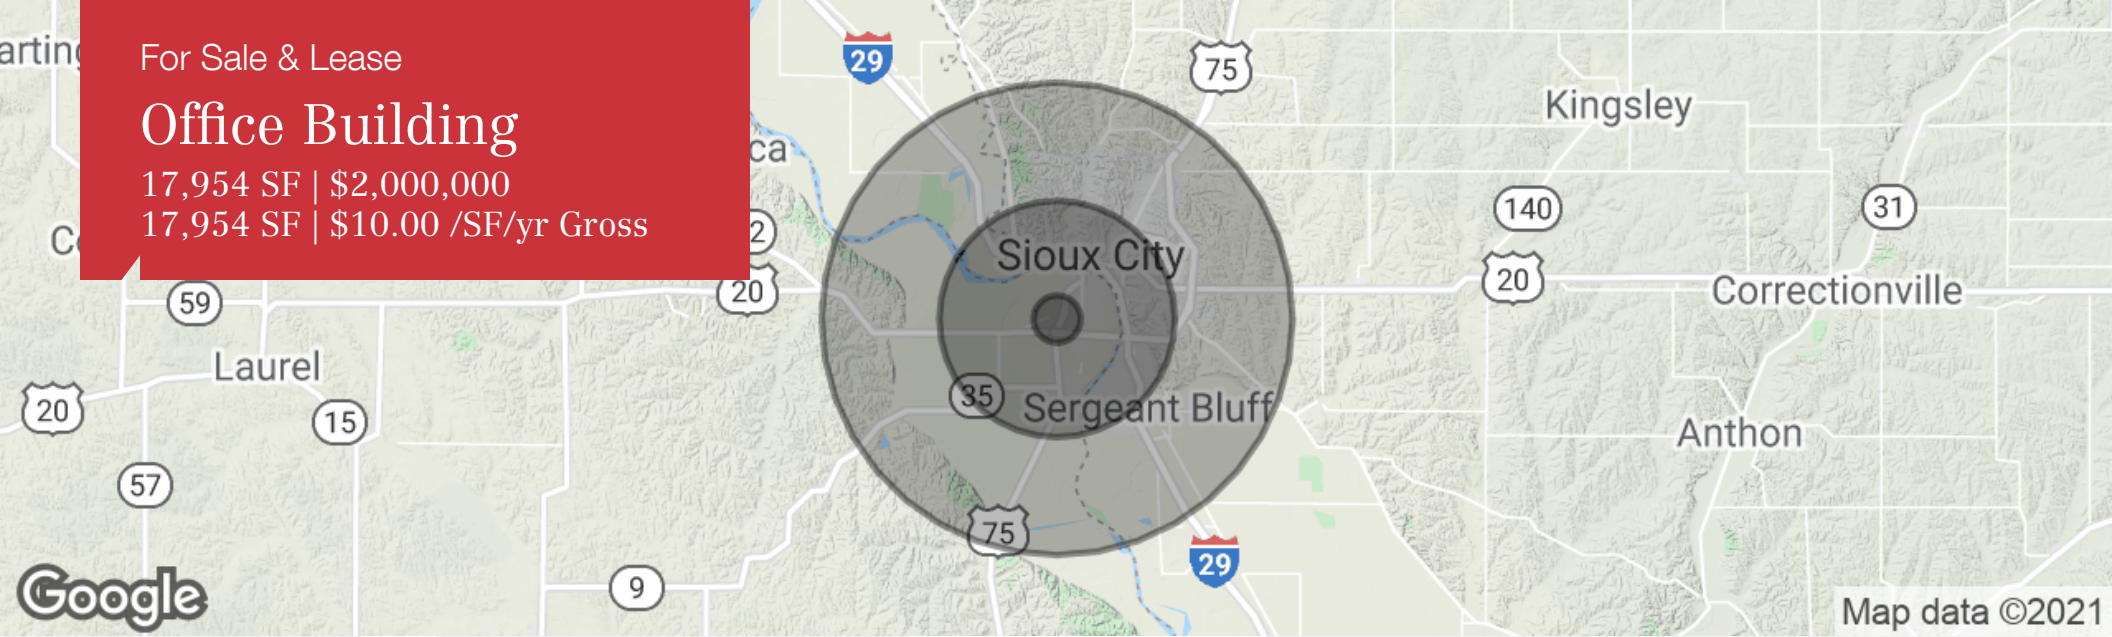 For Sale & Lease
Office Building
17,954 SF | $2,000,000
17,954 SF | $10.00 /SF/yr Gross
29
75
Kingsley
140
31
Sioux City
20
59
20
Correctionville
Laurel
20
15
35
Sergeant Bluff
Anthon
57
75
29
9
Google
Map data ©2021